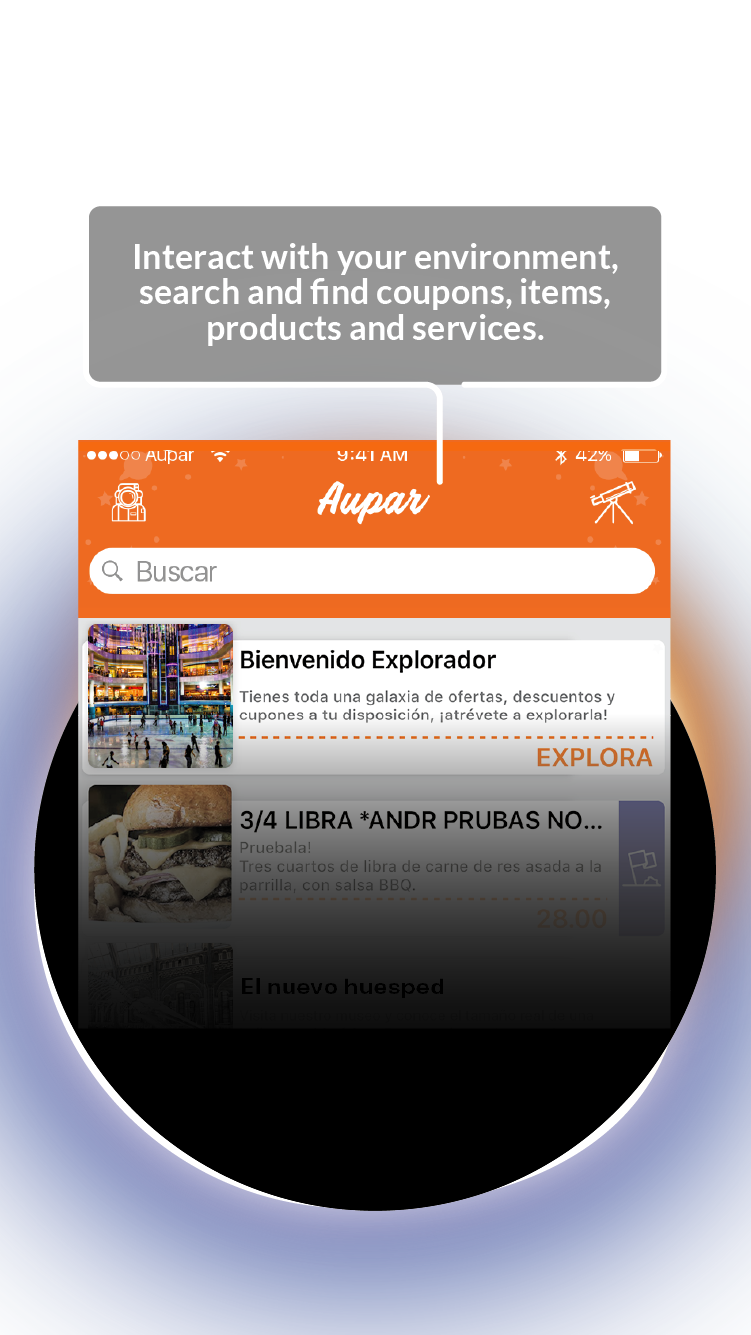 Interact with your environment,
search and find coupons, items,
products and services.
Aupar 9:41 AM 42%
Aupar
Buscar
Bienvenido Explorador
Tienes toda una galaxia de ofertas, descuentos y
cupones a tu disposición, ¡atrévete a explorarla!
EXPLORA
3/4 LIBRA *ANDR PRUBAS NO...
Pruebala!
Tres cuartos de libra de carne de res asada a la
parrilla, con salsa BBQ.
28.00
El nuevo huesped